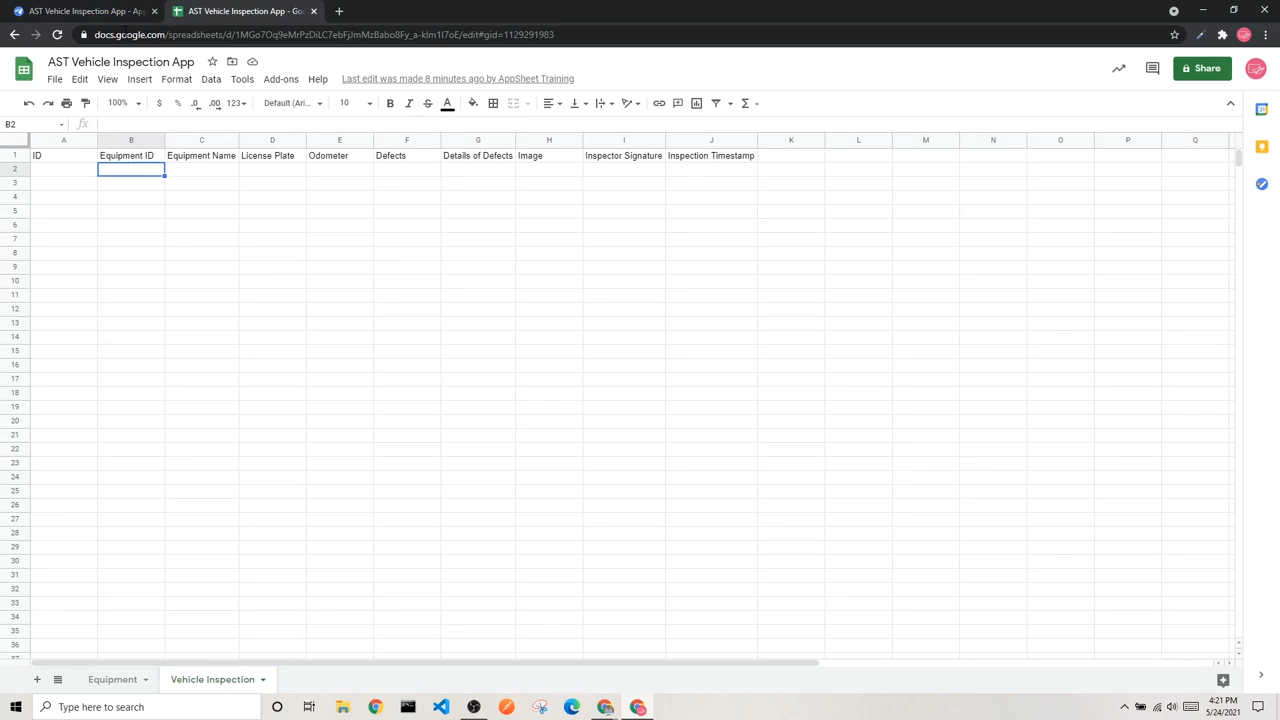 AST Vehicle Inspection App - App
AST Vehicle Inspection App - Goo
docs.google.com/spreadsheets/d/1MGo7Oq9eMrPzDiLC7ebFjJmMzBabo8Fy_a-klm1I7oE/edit#gid=1129291983
AST Vehicle Inspection App
File Edit View Insert Format Data Tools Add-ons Help Last edit was made 8 minutes ago by AppSheet Training
Share
100% $ % .0 .00 123 Default (Ari... 10 B I S A Σ
B2 fx
A B C D E F G H I J K L M N O P Q
1 ID Equipment ID Equipment Name License Plate Odometer Defects Details of Defects Image Inspector Signature Inspection Timestamp
2
3
4
5
6
7
8
9
10
11
12
13
14
15
16
17
18
19
20
21
22
23
24
25
26
27
28
29
30
31
32
33
34
35
36
Equipment Vehicle Inspection
Type here to search
4:21 PM
5/24/2021